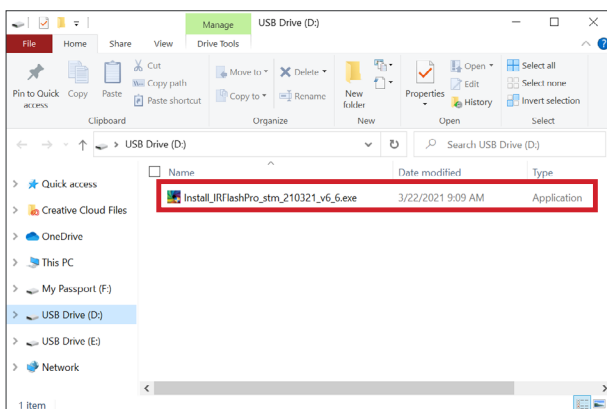 Manage
USB Drive (D:)
File
Home
Share
View
Drive Tools
Pin to Quick access
Copy
Paste
Cut
Copy path
Paste shortcut
Clipboard
Move to
Copy to
Delete
Rename
Organize
New folder
New
Properties
Open
Edit
History
Open
Select all
Select none
Invert selection
Select
USB Drive (D:)
Search USB Drive (D:)
Name
Date modified
Type
Install_IRFlashPro_stm_210321_v6_6.exe
3/22/2021 9:09 AM
Application
Quick access
Creative Cloud Files
OneDrive
This PC
My Passport (F:)
USB Drive (D:)
USB Drive (E:)
Network
1 item